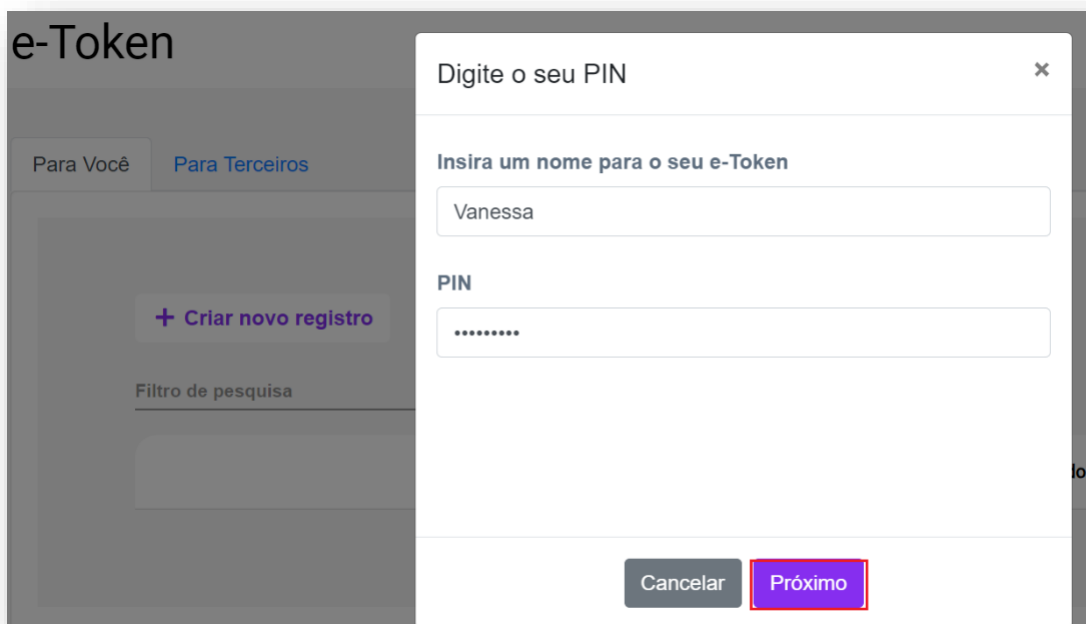 e-Token
Digite o seu PIN
×
Para Você
Para Terceiros
Insira um nome para o seu e-Token
Vanessa
PIN
•••••••••
+ Criar novo registro
Filtro de pesquisa
Cancelar
Próximo